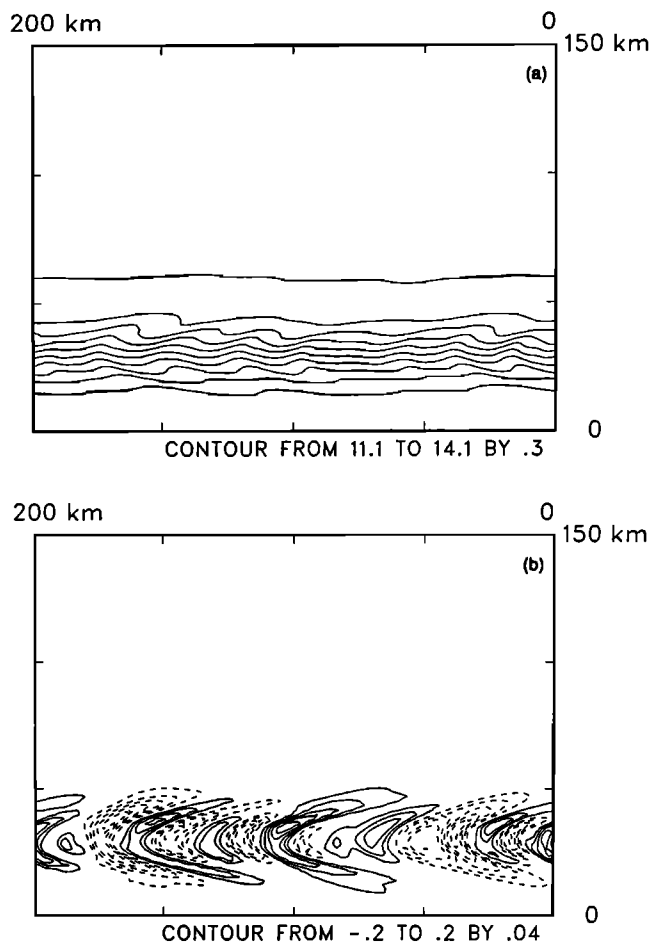 200 km 0
150 km
(a)
0
CONTOUR FROM 11.1 TO 14.1 BY .3
200 km 0
150 km
(b)
0
CONTOUR FROM -.2 TO .2 BY .04